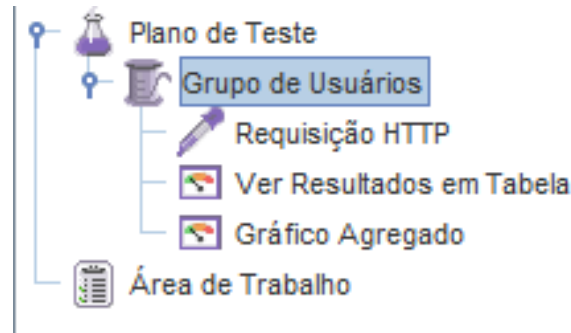 Plano de Teste
Grupo de Usuários
Requisição HTTP
Ver Resultados em Tabela
Gráfico Agregado
Área de Trabalho